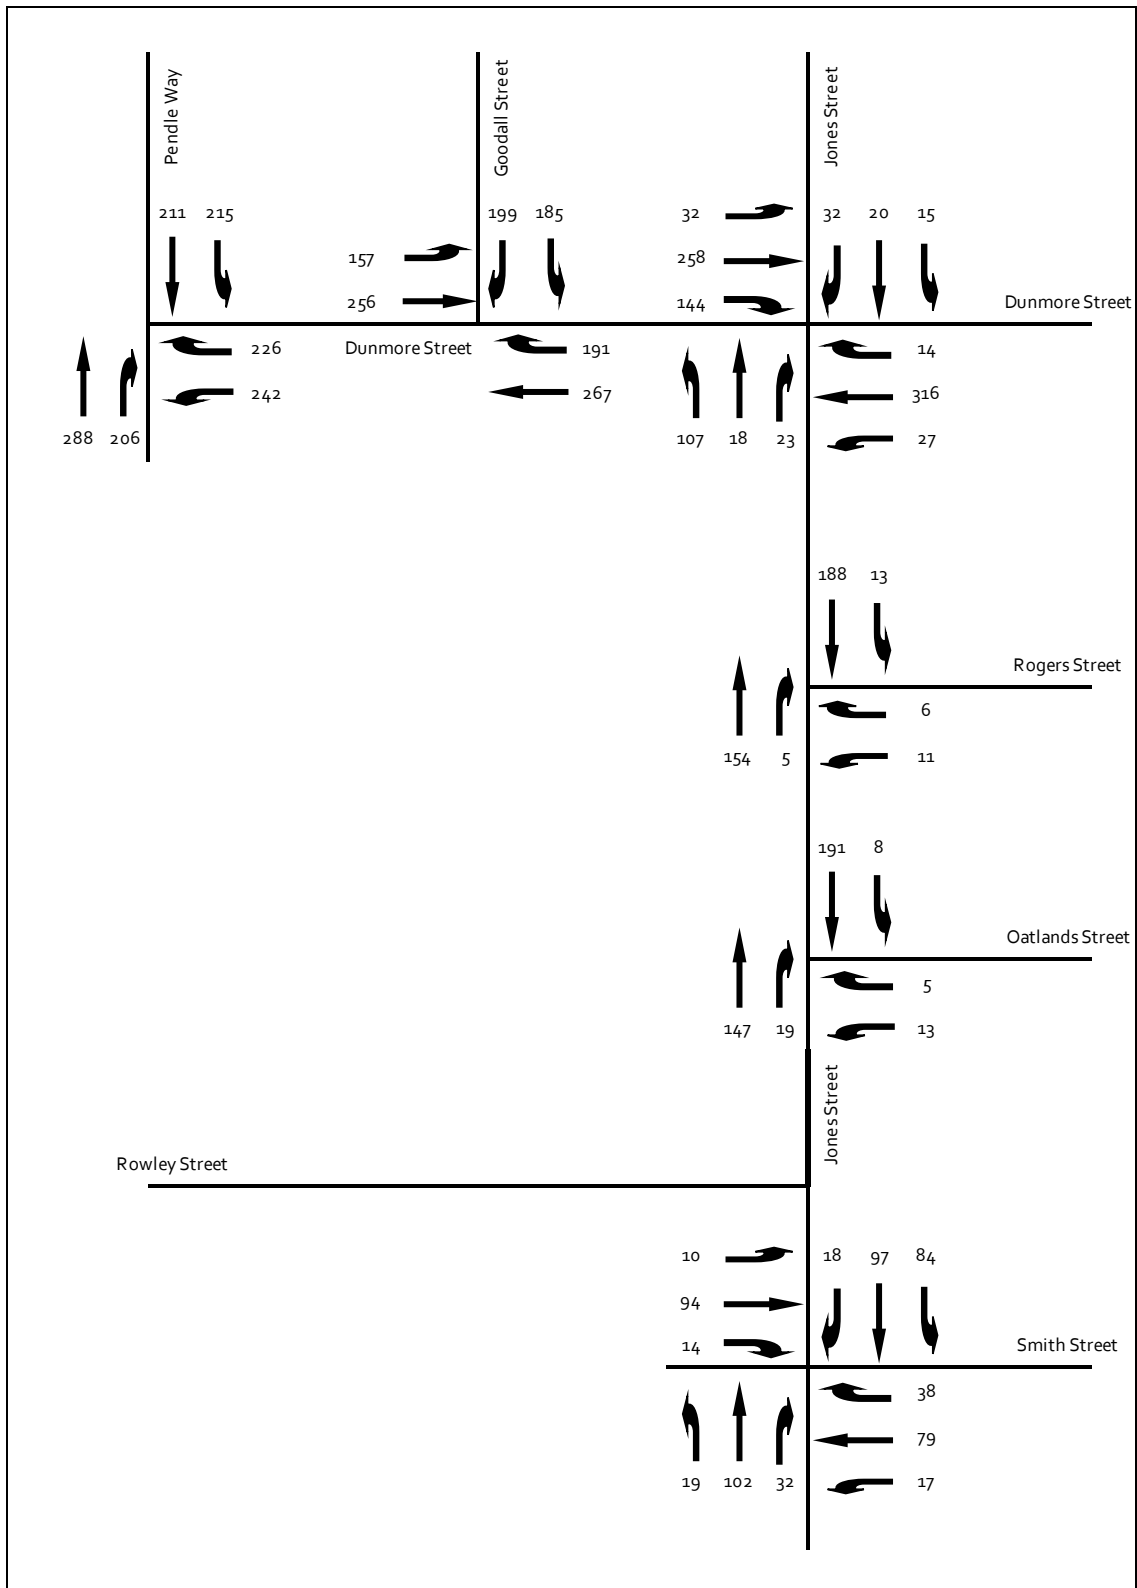 Pendle Way
Goodall Street
Jones Street
211 215
199 185
32
32 20 15
157
258
256
144
Dunmore Street
226
Dunmore Street
191
14
242
267
316
288 206
107 18 23
27
188 13
Rogers Street
6
154 5
11
191 8
Oatlands Street
5
147 19
13
Jones Street
Rowley Street
10
18 97 84
94
14
Smith Street
38
79
19 102 32
17